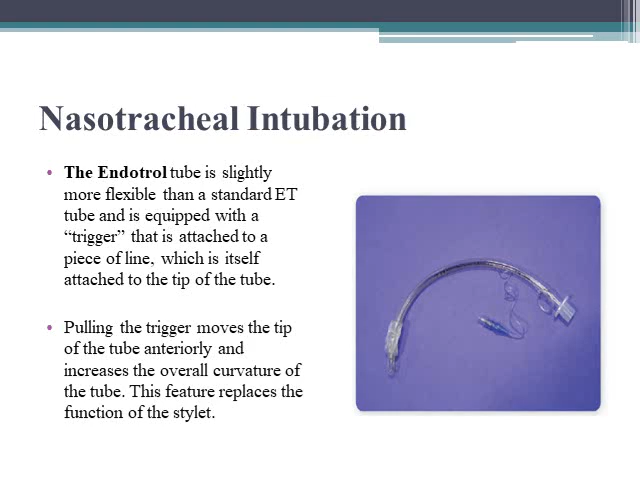 Nasotracheal Intubation
• The Endotrol tube is slightly
more flexible than a standard ET
tube and is equipped with a
“trigger” that is attached to a
piece of line, which is itself
attached to the tip of the tube.
• Pulling the trigger moves the tip
of the tube anteriorly and
increases the overall curvature of
the tube. This feature replaces the
function of the stylet.